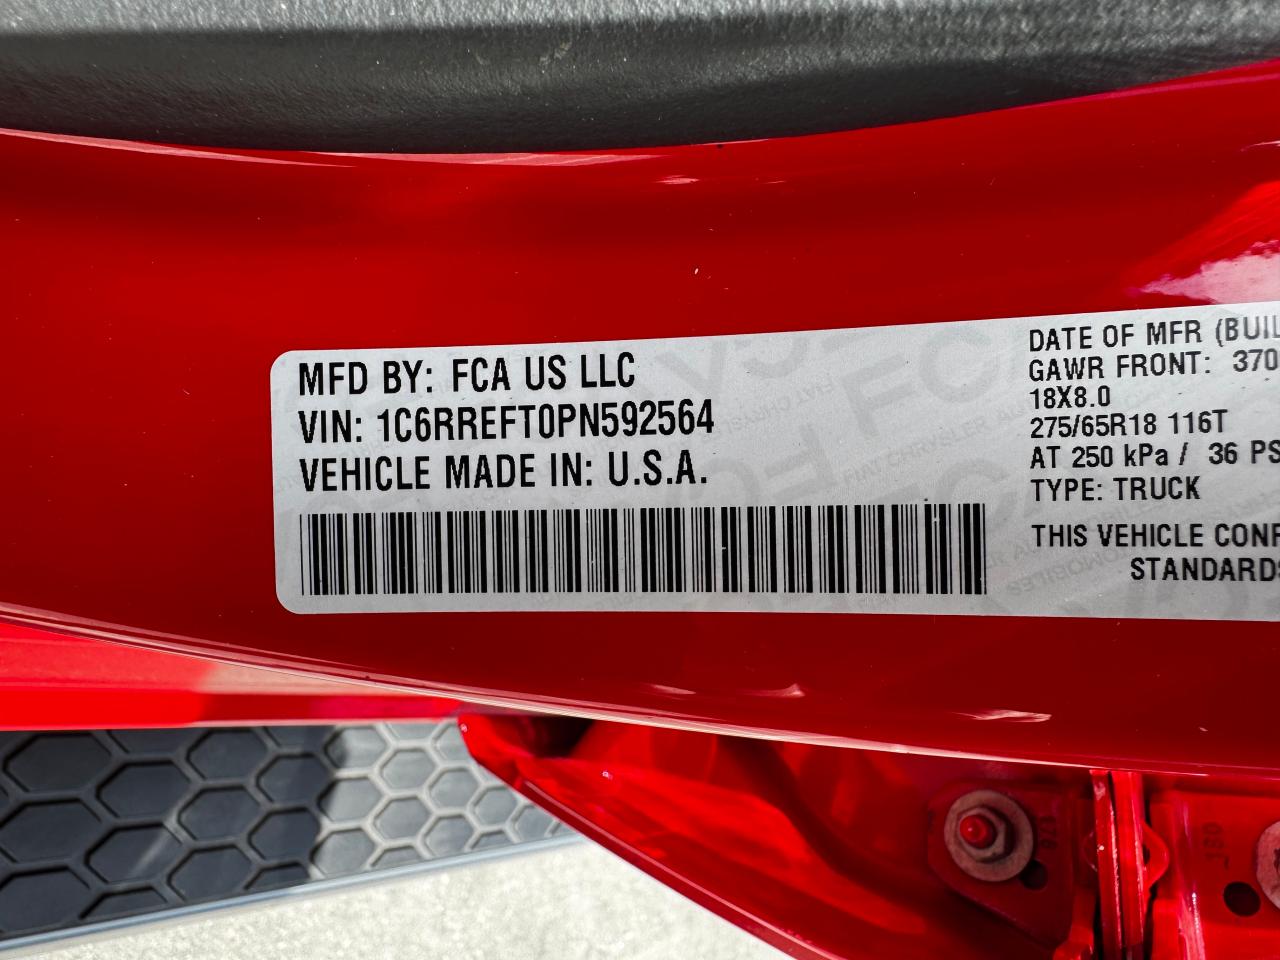 MFD BY: FCA US LLC
VIN: 1C6RREFT0PN592564
VEHICLE MADE IN: U.S.A.
DATE OF MFR (BUIL
GAWR FRONT: 370
18X8.0
275/65R18 116T
AT 250 kPa / 36 PS
TYPE: TRUCK
THIS VEHICLE CONF
STANDARDS